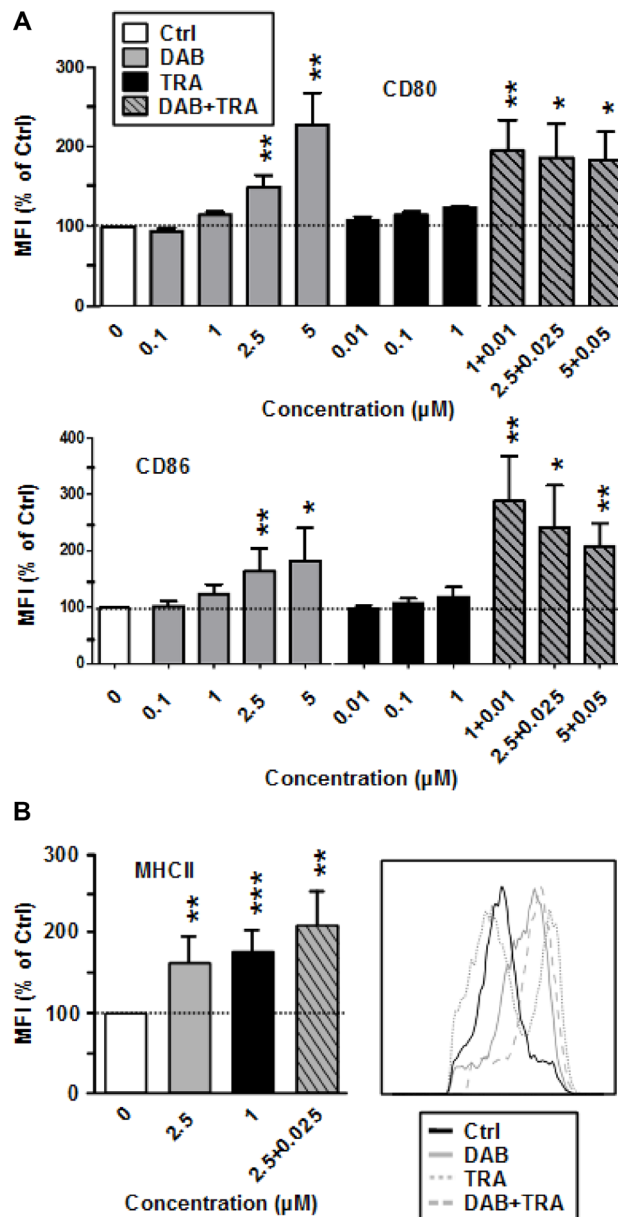 A
Ctrl
DAB
TRA
DAB+TRA
CD80
MFI (% of Ctrl)
300
200
100
0
** ** ** * *
0 0.1 1 2.5 5 0.01 0.1 1 1+0.01 2.5+0.025 5+0.05
Concentration (µM)
CD86
MFI (% of Ctrl)
400
300
200
100
0
** * ** * **
0 0.1 1 2.5 5 0.01 0.1 1 1+0.01 2.5+0.025 5+0.05
Concentration (µM)
B
MHCII
MFI (% of Ctrl)
300
200
100
0
** *** **
0 2.5 1 2.5+0.025
Concentration (µM)
Ctrl
DAB
TRA
DAB+TRA